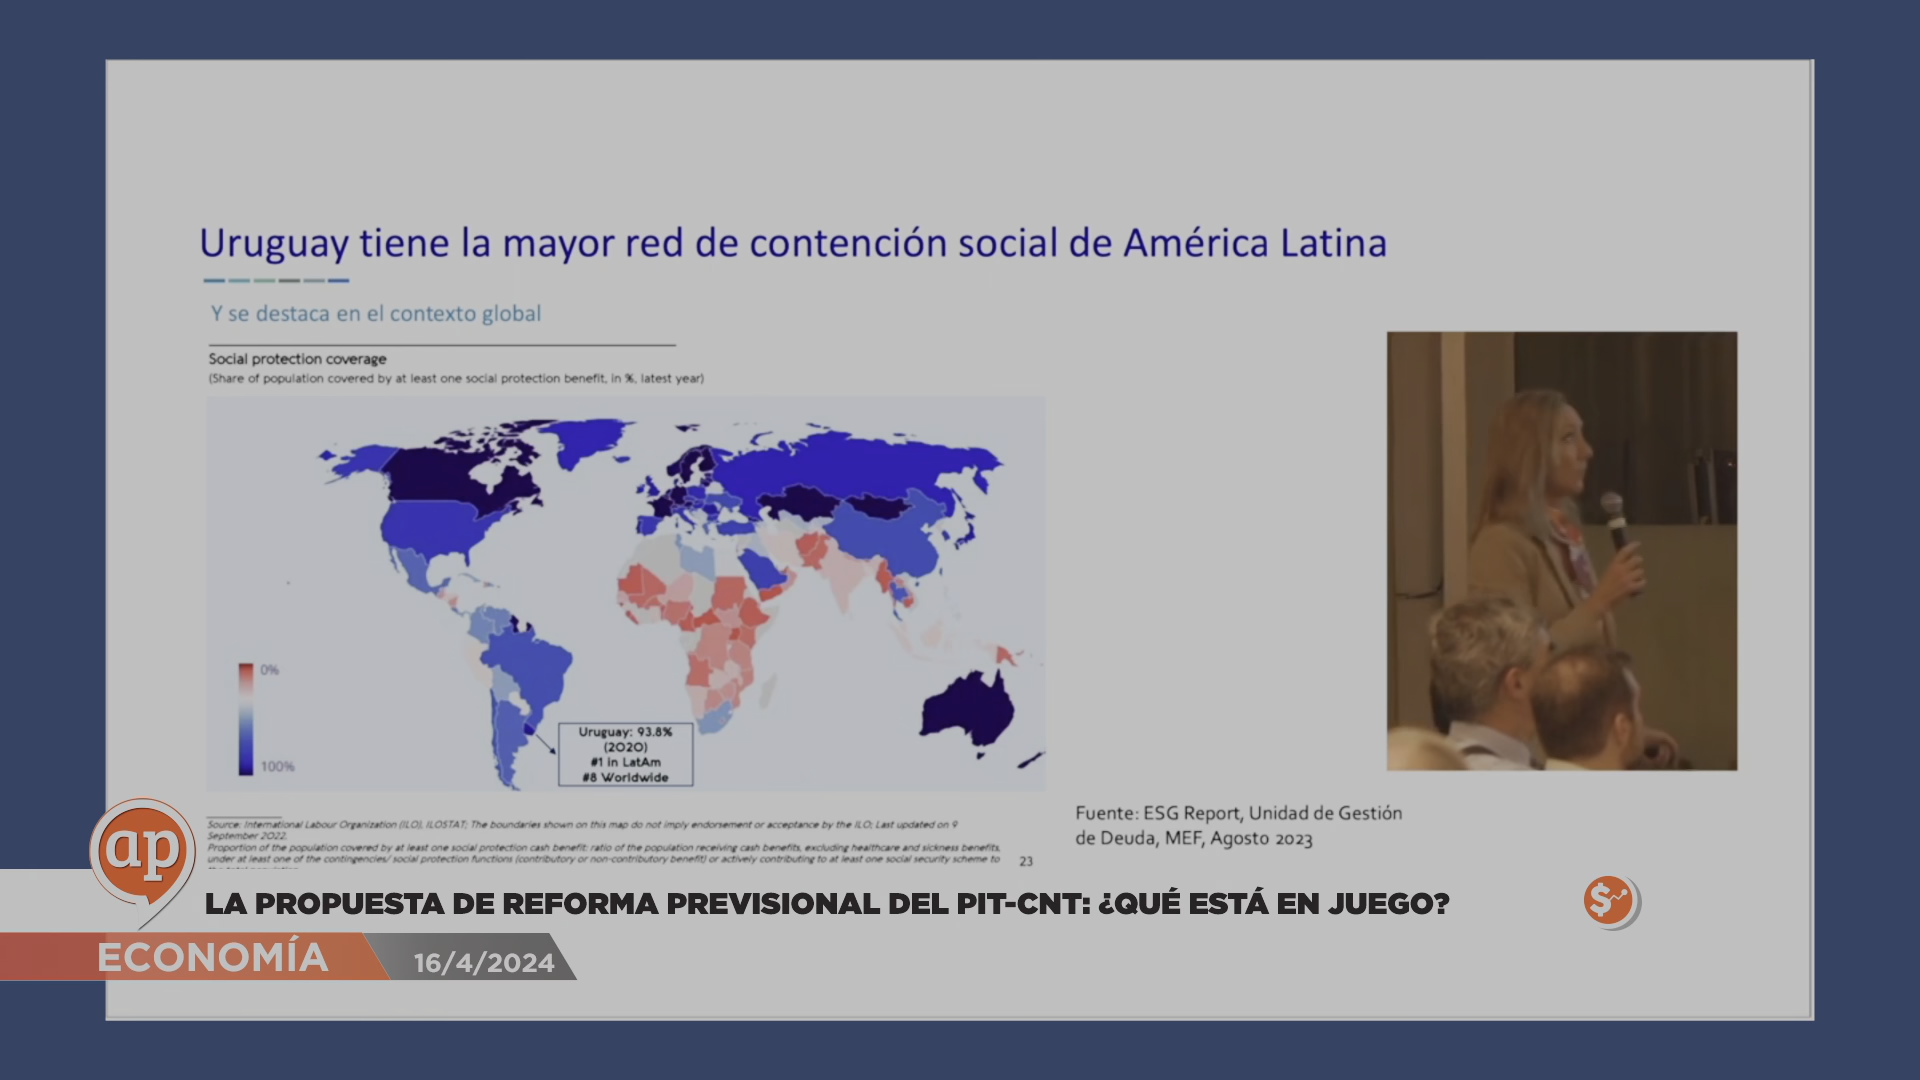 Uruguay tiene la mayor red de contención social de América Latina
Y se destaca en el contexto global
Social protection coverage
(Share of population covered by at least one social protection benefit, in %, latest year)
0%
100%
Uruguay: 93.8%
(2020)
#1 in LatAm
#8 Worldwide
Source: International Labour Organization (ILO), ILOSTAT; The boundaries shown on this map do not imply endorsement or acceptance by the ILO; Last updated on 9
September 2022.
Proportion of the population covered by at least one social protection cash benefit: ratio of the population receiving cash benefits, excluding healthcare and sickness benefits,
under at least one of the contingencies/ social protection functions (contributory or non-contributory benefit) or actively contributing to at least one social security scheme to
23
Fuente: ESG Report, Unidad de Gestión
de Deuda, MEF, Agosto 2023
ap
LA PROPUESTA DE REFORMA PREVISIONAL DEL PIT-CNT: ¿QUÉ ESTÁ EN JUEGO?
$
ECONOMÍA
16/4/2024